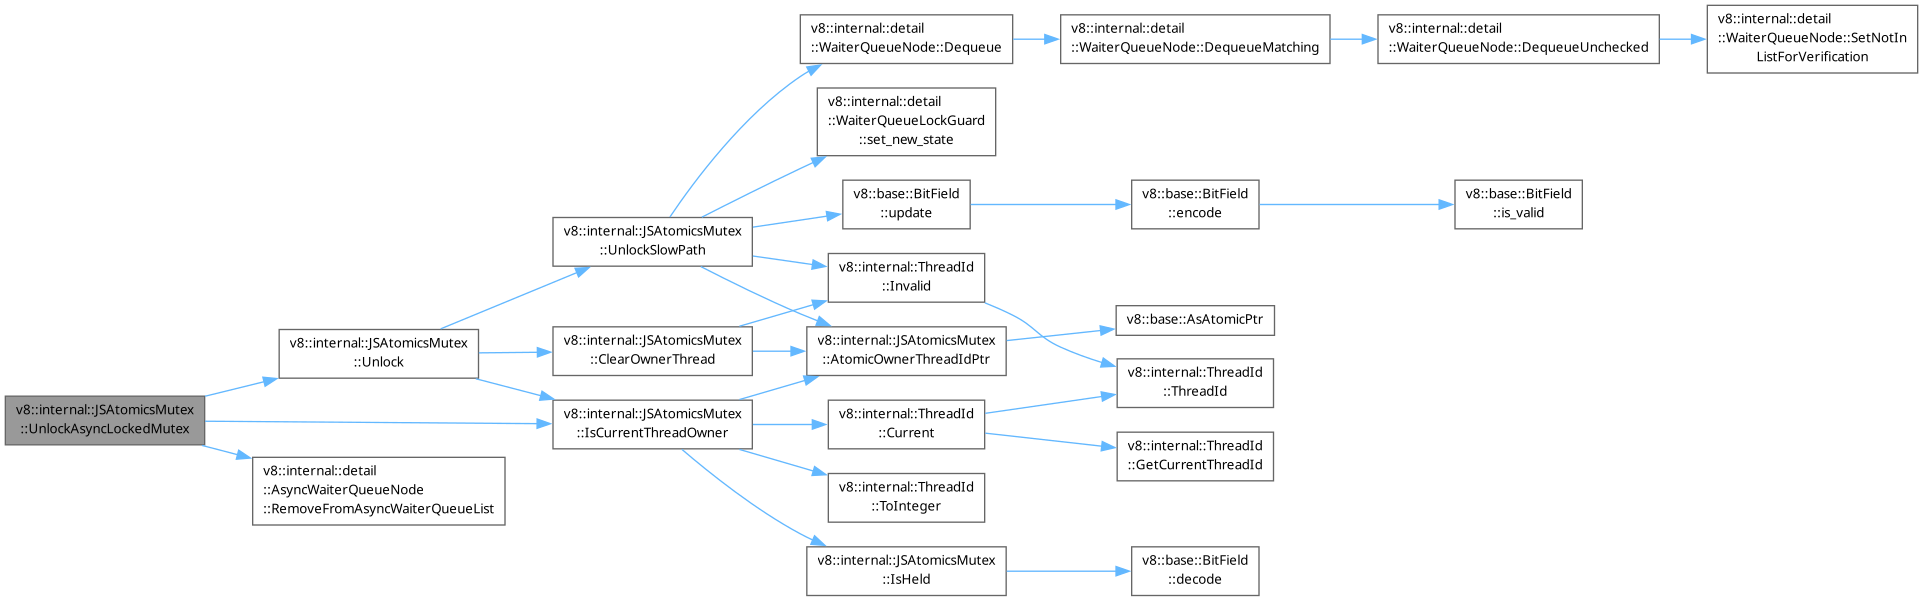 v8::internal::JSAtomicsMutex
::UnlockAsyncLockedMutex
v8::internal::JSAtomicsMutex
::Unlock
v8::internal::detail
::AsyncWaiterQueueNode
::RemoveFromAsyncWaiterQueueList
v8::internal::JSAtomicsMutex
::UnlockSlowPath
v8::internal::JSAtomicsMutex
::ClearOwnerThread
v8::internal::JSAtomicsMutex
::IsCurrentThreadOwner
v8::internal::detail
::WaiterQueueNode::Dequeue
v8::internal::detail
::WaiterQueueLockGuard
::set_new_state
v8::base::BitField
::update
v8::internal::ThreadId
::Invalid
v8::internal::JSAtomicsMutex
::AtomicOwnerThreadIdPtr
v8::internal::ThreadId
::Current
v8::internal::ThreadId
::ToInteger
v8::internal::JSAtomicsMutex
::IsHeld
v8::internal::detail
::WaiterQueueNode::DequeueMatching
v8::base::BitField
::encode
v8::base::AsAtomicPtr
v8::internal::ThreadId
::ThreadId
v8::internal::ThreadId
::GetCurrentThreadId
v8::base::BitField
::decode
v8::internal::detail
::WaiterQueueNode::DequeueUnchecked
v8::base::BitField
::is_valid
v8::internal::detail
::WaiterQueueNode::SetNotIn
ListForVerification